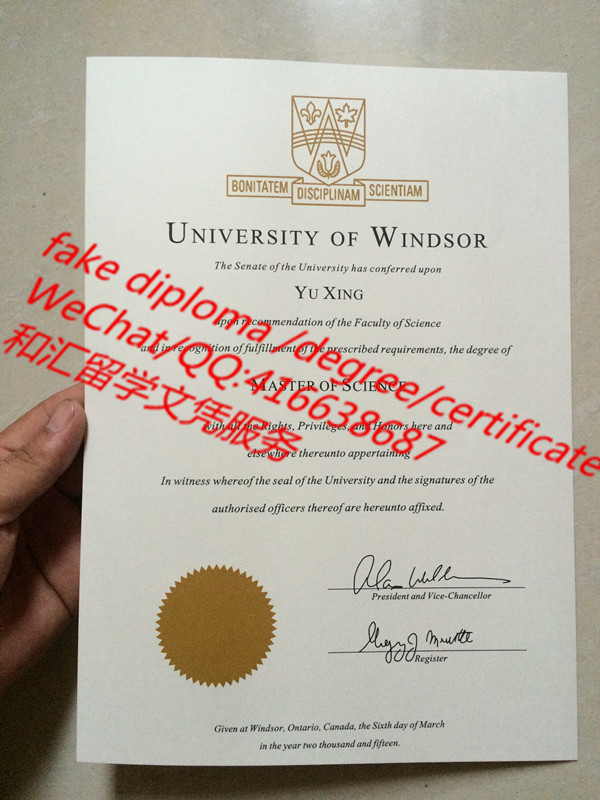 BONITATEM DISCIPLINAM SCIENTIAM
UNIVERSITY OF WINDSOR
The Senate of the University has conferred upon
YU XING
upon recommendation of the Faculty of Science
and in recognition of fulfillment of the prescribed requirements, the degree of
MASTER OF SCIENCE
with all the Rights, Privileges, and Honors here and
elsewhere thereunto appertaining
In witness whereof the seal of the University and the signatures of the
authorised officers thereof are hereunto affixed.
President and Vice-Chancellor
Register
Given at Windsor, Ontario, Canada, the Sixth day of March
in the year two thousand and fifteen.
fake diploma /degree/certificate
WeChat/QQ:416638687
和汇留学文凭服务